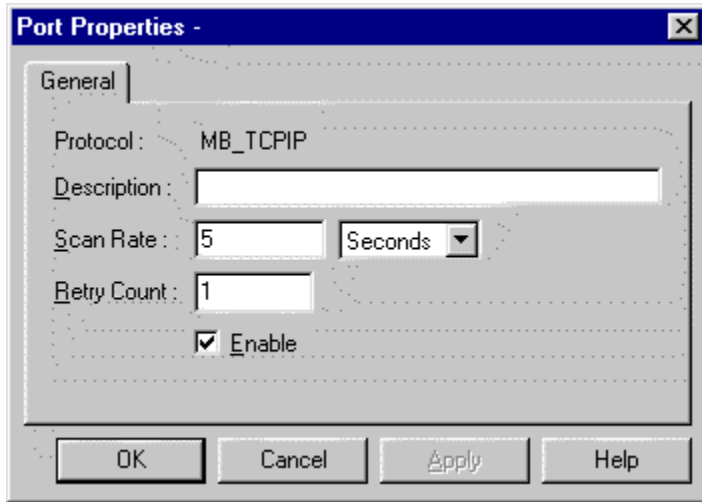 Port Properties -
General
Protocol : MB_TCPIP
Description :
Scan Rate : 5 Seconds
Retry Count : 1
Enable
OK Cancel Apply Help